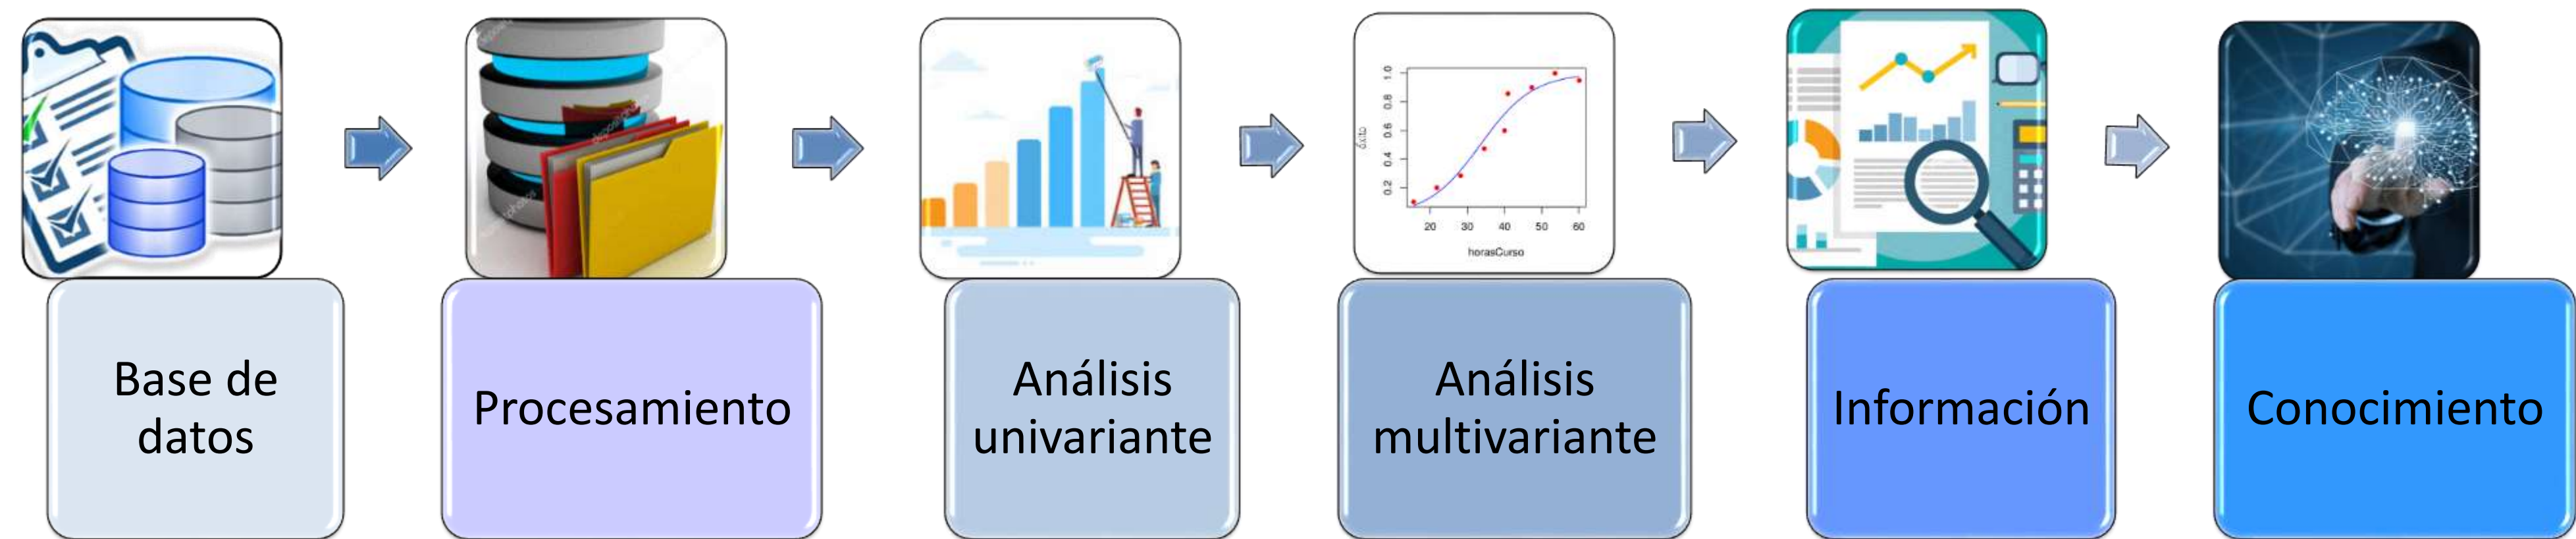 1.0
0.8
0.6
0.4
0.2
éxito
20 30 40 50 60
horasCurso
depositphotos
Base de
datos
Procesamiento
Análisis
univariante
Análisis
multivariante
Información
Conocimiento